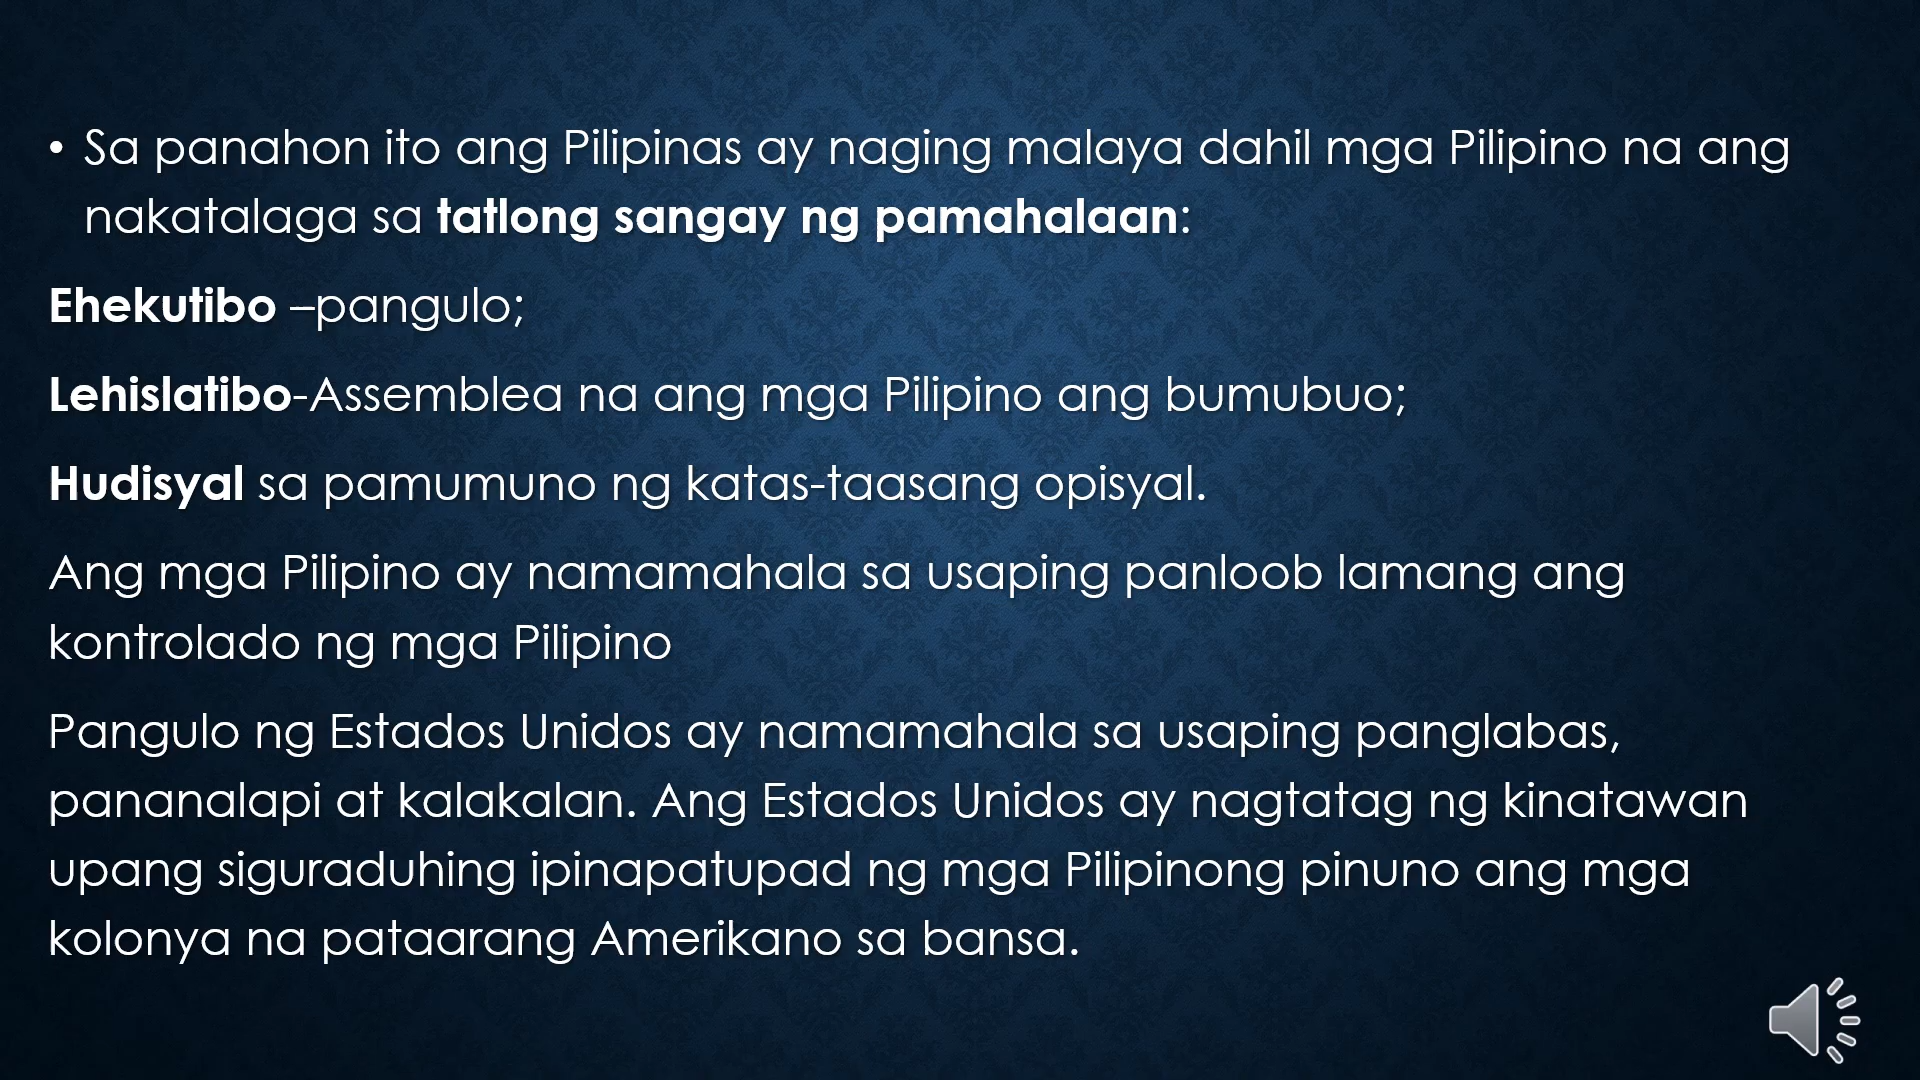 • Sa panahon ito ang Pilipinas ay naging malaya dahil mga Pilipino na ang
nakatalaga sa tatlong sangay ng pamahalaan:
Ehekutibo –pangulo;
Lehislatibo-Assemblea na ang mga Pilipino ang bumubuo;
Hudisyal sa pamumuno ng katas-taasang opisyal.
Ang mga Pilipino ay namamahala sa usaping panloob lamang ang
kontrolado ng mga Pilipino
Pangulo ng Estados Unidos ay namamahala sa usaping panglabas,
pananalapi at kalakalan. Ang Estados Unidos ay nagtatag ng kinatawan
upang siguraduhing ipinapatupad ng mga Pilipinong pinuno ang mga
kolonya na pataarang Amerikano sa bansa.